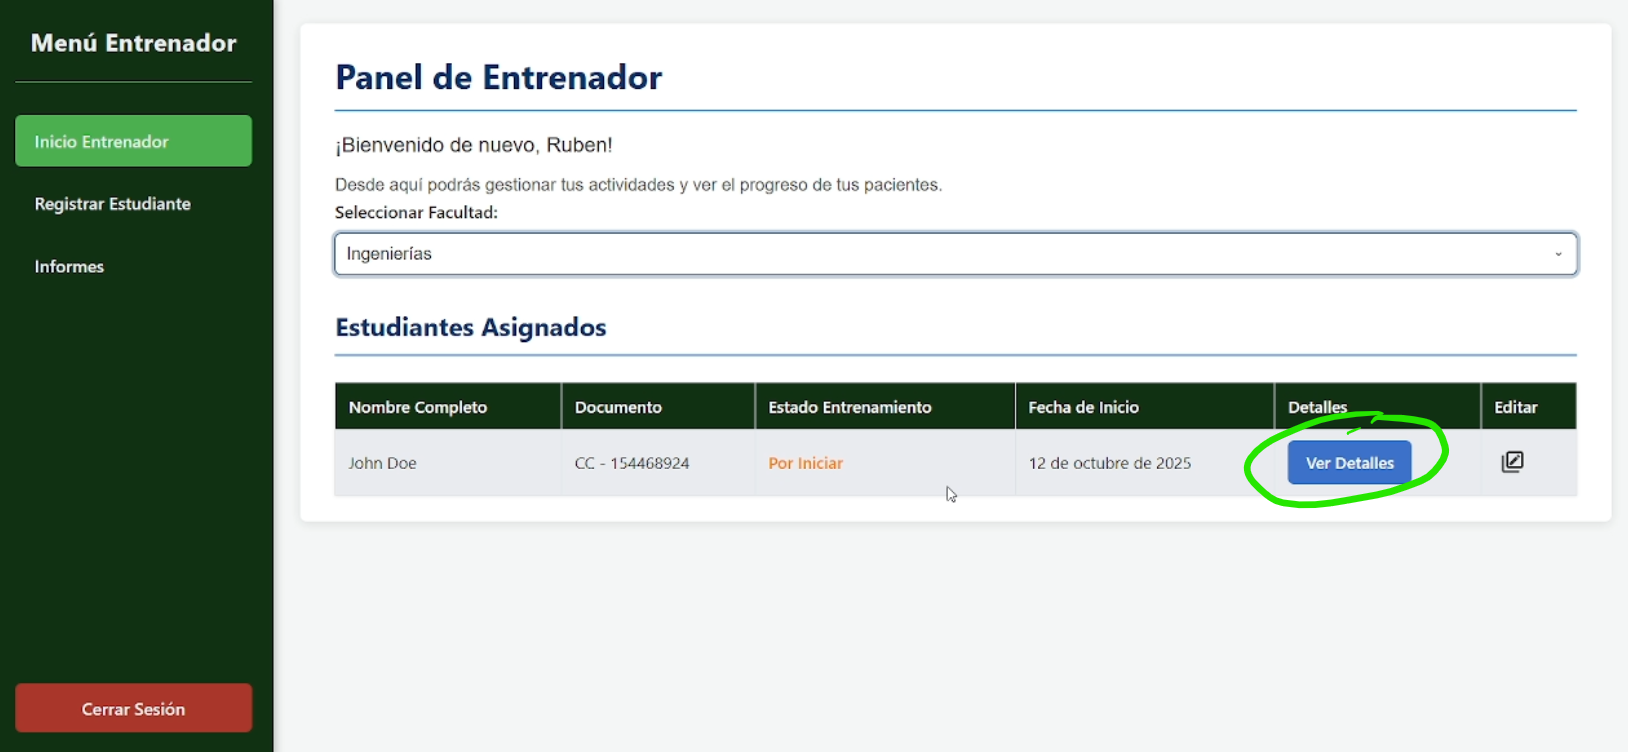 Menú Entrenador
Inicio Entrenador
Registrar Estudiante
Informes
Cerrar Sesión
Panel de Entrenador
¡Bienvenido de nuevo, Ruben!
Desde aquí podrás gestionar tus actividades y ver el progreso de tus pacientes.
Seleccionar Facultad:
Ingenierías
Estudiantes Asignados
Nombre Completo Documento Estado Entrenamiento Fecha de Inicio Detalles Editar
John Doe CC - 154468924 Por Iniciar 12 de octubre de 2025 Ver Detalles